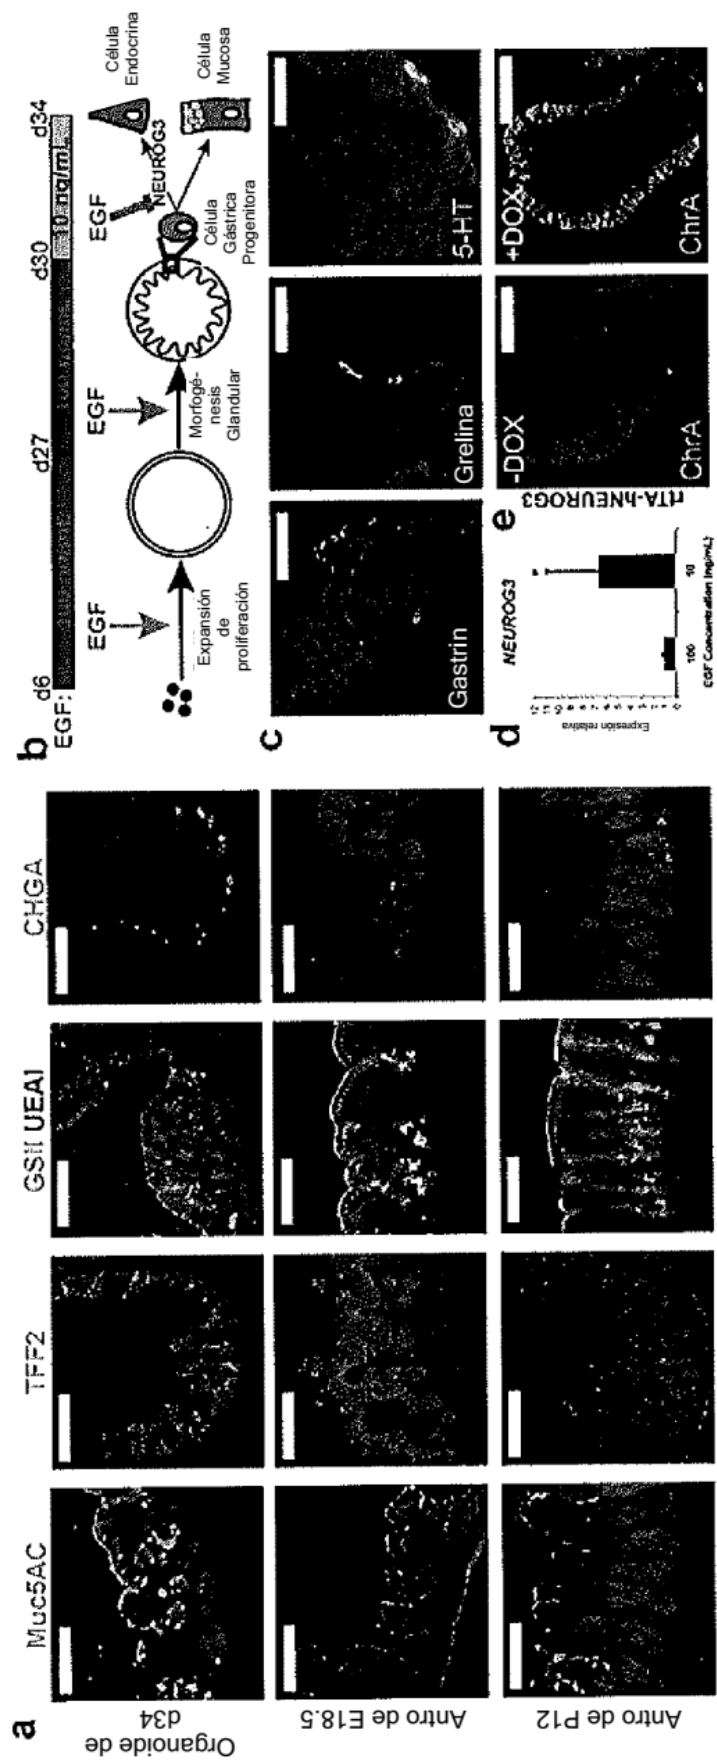 a
Muc5AC
TFF2
GSII UEAI
CHGA
Organoide de
d34
Antro de E18.5
Antro de P12
b
d6
d27
d30
d34
EGF:
10 ng/mL
EGF
EGF
EGF
NEUROG3
Expansión
de
proliferación
Morfogé-
nesis
Glandular
Célula
Gástrica
Progenitora
Célula
Endocrina
Célula
Mucosa
c
Gastrin
Grelina
5-HT
d
NEUROG3
Expresión relativa
100
10
EGF Concentration (ng/mL)
e
rtTA-hNEUROG3
-DOX
ChrA
+DOX
ChrA